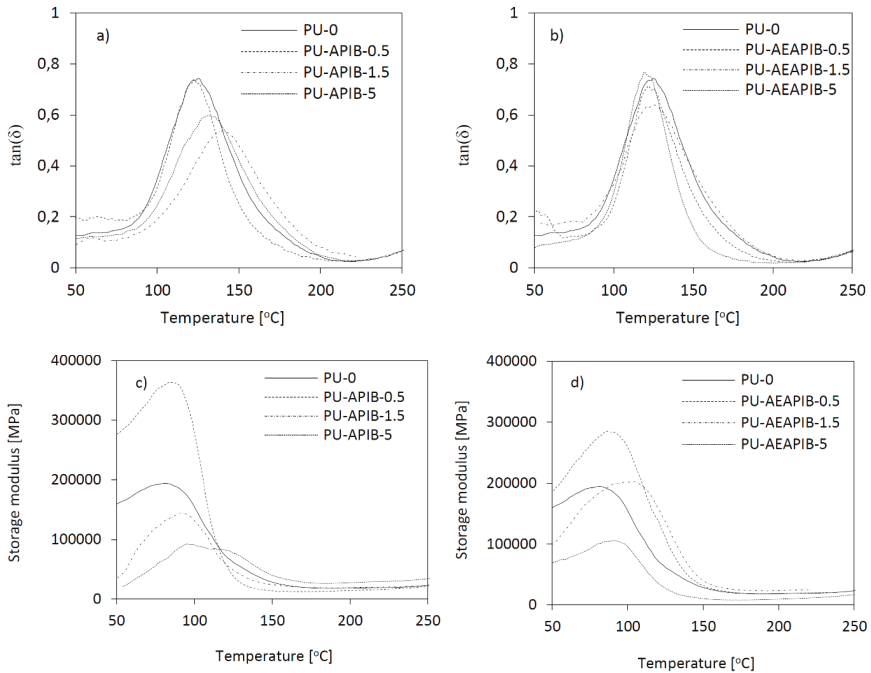 a)
PU-0
PU-APIB-0.5
PU-APIB-1.5
PU-APIB-5
tan(δ)
1
0,8
0,6
0,4
0,2
0
50 100 150 200 250
Temperature [°C]
b)
PU-0
PU-AEAPIB-0.5
PU-AEAPIB-1.5
PU-AEAPIB-5
tan(δ)
1
0,8
0,6
0,4
0,2
0
50 100 150 200 250
Temperature [°C]
c)
PU-0
PU-APIB-0.5
PU-APIB-1.5
PU-APIB-5
Storage modulus [MPa]
400000
300000
200000
100000
0
50 100 150 200 250
Temperature [°C]
d)
PU-0
PU-AEAPIB-0.5
PU-AEAPIB-1.5
PU-AEAPIB-5
Storage modulus [MPa]
400000
300000
200000
100000
0
50 100 150 200 250
Temperature [°C]